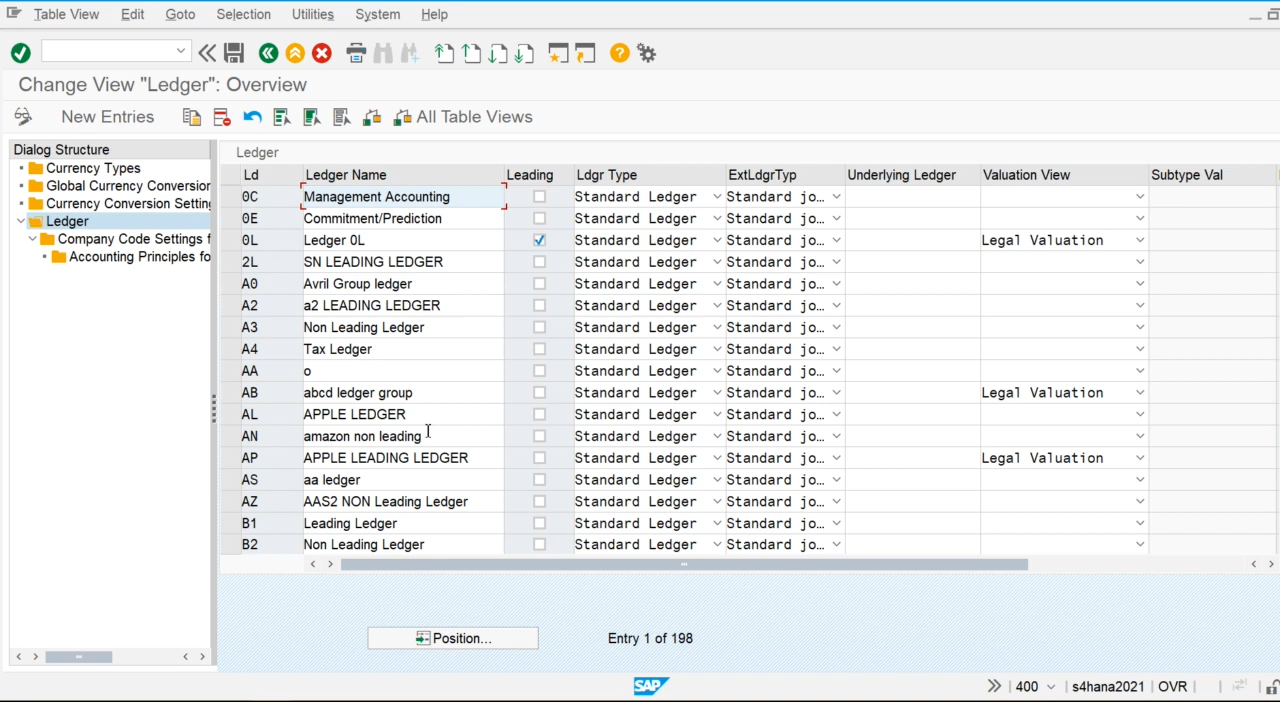 Table View Edit Goto Selection Utilities System Help
Change View "Ledger": Overview
New Entries All Table Views
Dialog Structure
Currency Types
Global Currency Conversior
Currency Conversion Setting
Ledger
Company Code Settings f
Accounting Principles fo
Ledger
Ld Ledger Name Leading Ldgr Type ExtLdgrTyp Underlying Ledger Valuation View Subtype Val
0C Management Accounting Standard Ledger Standard jo…
0E Commitment/Prediction Standard Ledger Standard jo…
0L Ledger 0L Standard Ledger Standard jo… Legal Valuation
2L SN LEADING LEDGER Standard Ledger Standard jo…
A0 Avril Group ledger Standard Ledger Standard jo…
A2 a2 LEADING LEDGER Standard Ledger Standard jo…
A3 Non Leading Ledger Standard Ledger Standard jo…
A4 Tax Ledger Standard Ledger Standard jo…
AA o Standard Ledger Standard jo…
AB abcd ledger group Standard Ledger Standard jo… Legal Valuation
AL APPLE LEDGER Standard Ledger Standard jo…
AN amazon non leading Standard Ledger Standard jo…
AP APPLE LEADING LEDGER Standard Ledger Standard jo… Legal Valuation
AS aa ledger Standard Ledger Standard jo…
AZ AAS2 NON Leading Ledger Standard Ledger Standard jo…
B1 Leading Ledger Standard Ledger Standard jo…
B2 Non Leading Ledger Standard Ledger Standard jo…
Position... Entry 1 of 198
SAP 400 s4hana2021 OVR